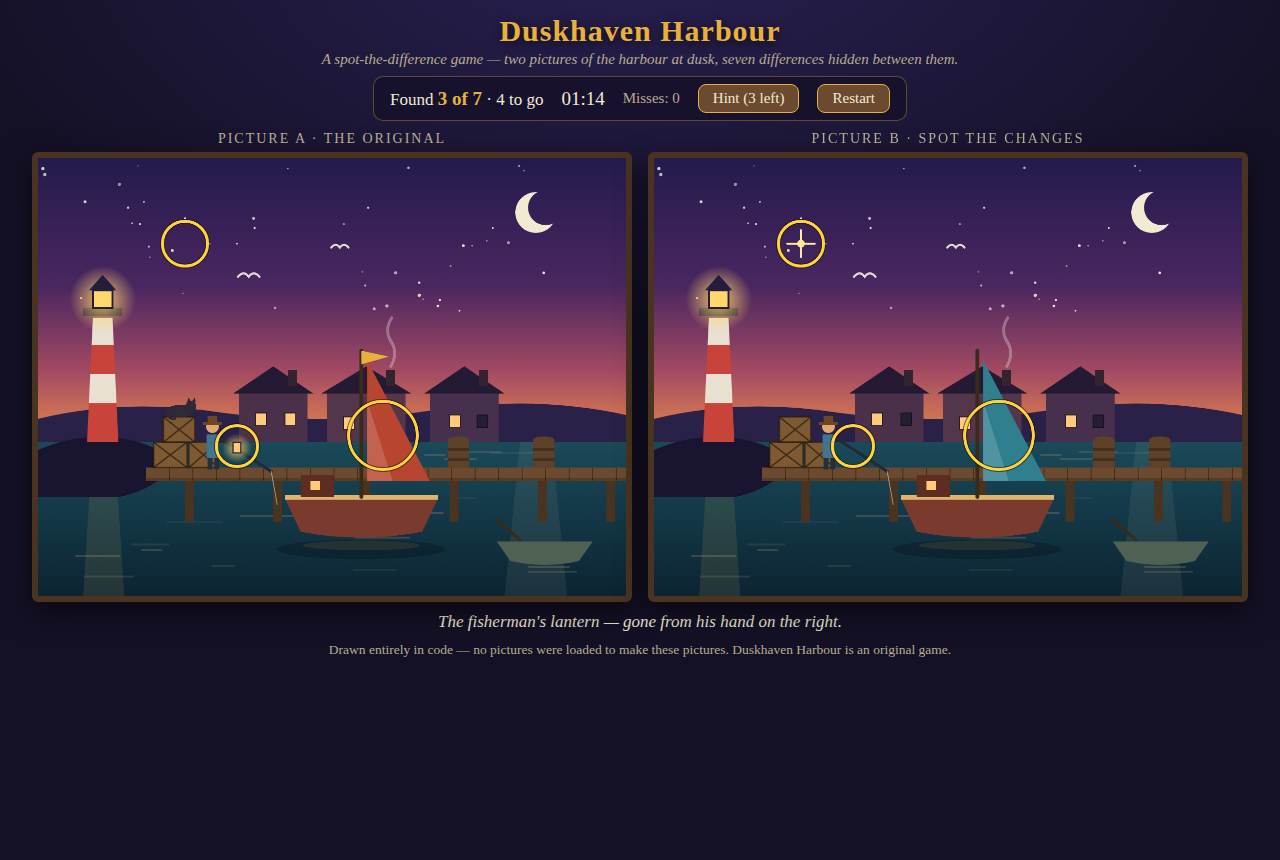 Duskhaven Harbour
A spot-the-difference game — two pictures of the harbour at dusk, seven differences hidden between them.
Found 3 of 7 · 4 to go 01:14 Misses: 0 Hint (3 left) Restart
PICTURE A · THE ORIGINAL
PICTURE B · SPOT THE CHANGES
The fisherman's lantern — gone from his hand on the right.
Drawn entirely in code — no pictures were loaded to make these pictures. Duskhaven Harbour is an original game.